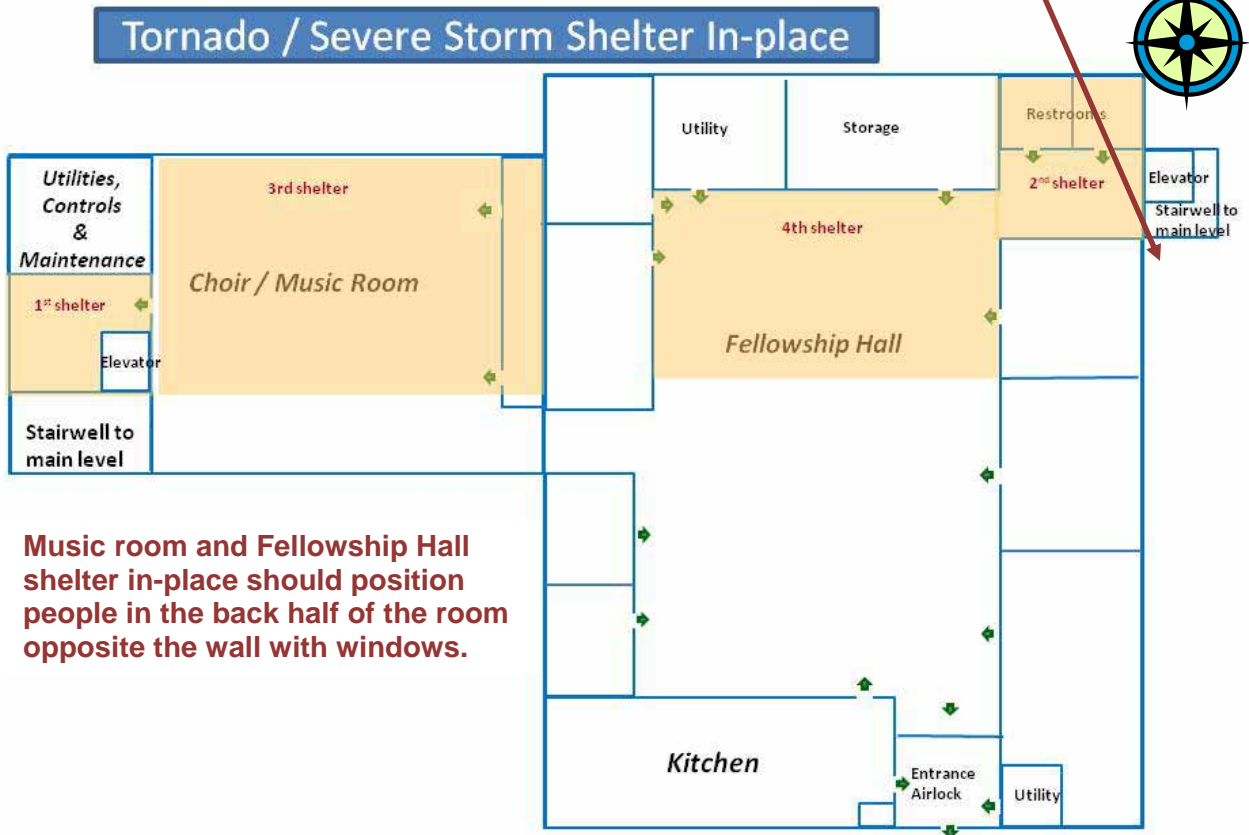 Tornado / Severe Storm Shelter In-place
Utility
Storage
Restrooms
Utilities,
Controls
&
Maintenance
3rd shelter
2nd shelter
Elevator
Stairwell to
main level
4th shelter
Choir / Music Room
1st shelter
Fellowship Hall
Elevator
Stairwell to
main level
Music room and Fellowship Hall
shelter in-place should position
people in the back half of the room
opposite the wall with windows.
Kitchen
Entrance
Airlock
Utility